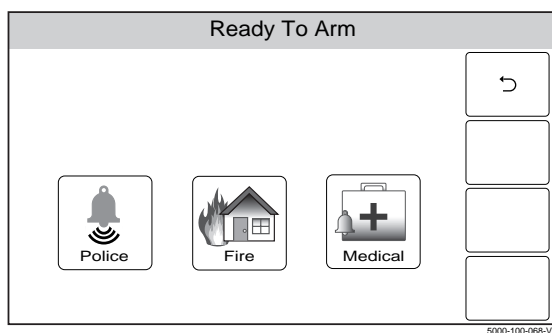 Ready To Arm
Police
Fire
Medical
5000-100-068-V